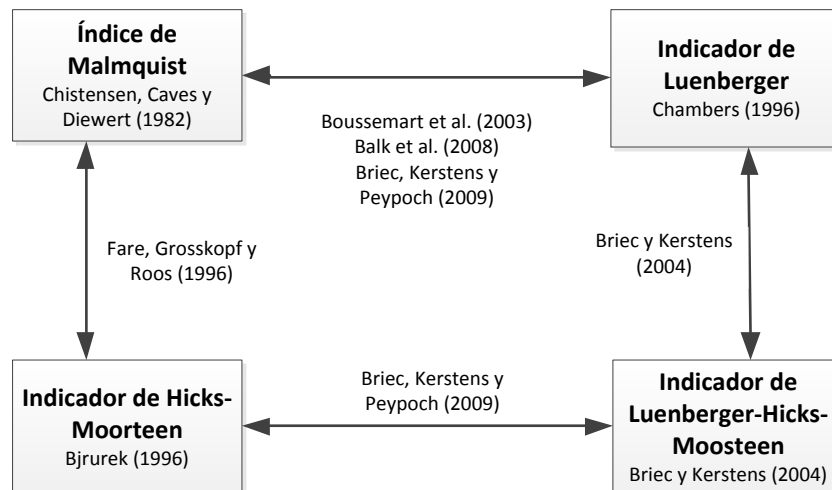 Índice de
Malmquist
Chistensen, Caves y
Diewert (1982)
Indicador de
Luenberger
Chambers (1996)
Boussemart et al. (2003)
Balk et al. (2008)
Briec, Kerstens y
Peypoch (2009)
Fare, Grosskopf y
Roos (1996)
Briec y Kerstens
(2004)
Indicador de Hicks-
Moorteen
Bjrurek (1996)
Briec, Kerstens y
Peypoch (2009)
Indicador de
Luenberger-Hicks-
Moosteen
Briec y Kerstens (2004)